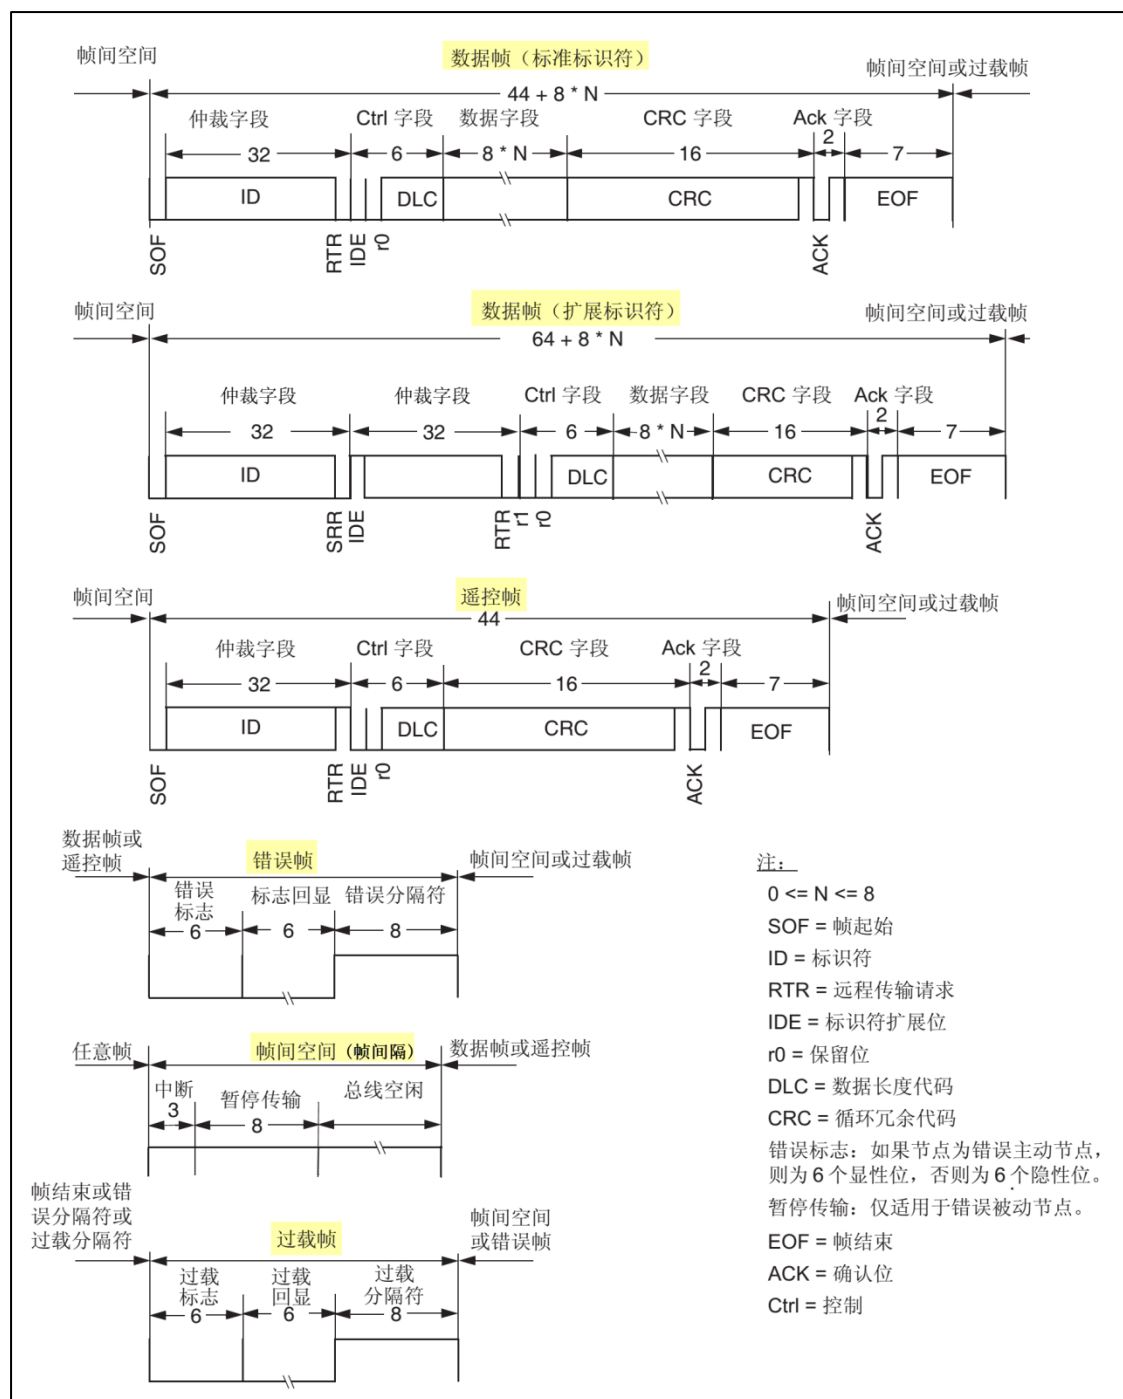 帧间空间
数据帧（标准标识符）
帧间空间或过载帧
44 + 8 * N
仲裁字段
Ctrl 字段
数据字段
CRC 字段
Ack 字段
32
6
8 * N
16
2
7
ID
DLC
CRC
EOF
SOF
RTR
IDE
r0
ACK
帧间空间
数据帧（扩展标识符）
帧间空间或过载帧
64 + 8 * N
仲裁字段
仲裁字段
Ctrl 字段
数据字段
CRC 字段
Ack 字段
32
32
6
8 * N
16
2
7
ID
DLC
CRC
EOF
SOF
SRR
IDE
RTR
r1
r0
ACK
帧间空间
遥控帧
帧间空间或过载帧
44
仲裁字段
Ctrl 字段
CRC 字段
Ack 字段
32
6
16
2
7
ID
DLC
CRC
EOF
SOF
RTR
IDE
r0
ACK
数据帧或
遥控帧
错误帧
帧间空间或过载帧
错误
标志
标志回显
错误分隔符
6
6
8
任意帧
帧间空间 (帧间隔)
数据帧或遥控帧
中断
暂停传输
总线空闲
3
8
帧结束或错
误分隔符或
过载分隔符
过载帧
帧间空间
或错误帧
过载
标志
过载
回显
过载
分隔符
6
6
8
注：
0 <= N <= 8
SOF = 帧起始
ID = 标识符
RTR = 远程传输请求
IDE = 标识符扩展位
r0 = 保留位
DLC = 数据长度代码
CRC = 循环冗余代码
错误标志：如果节点为错误主动节点，
则为 6 个显性位，否则为 6 个隐性位。
暂停传输：仅适用于错误被动节点。
EOF = 帧结束
ACK = 确认位
Ctrl = 控制